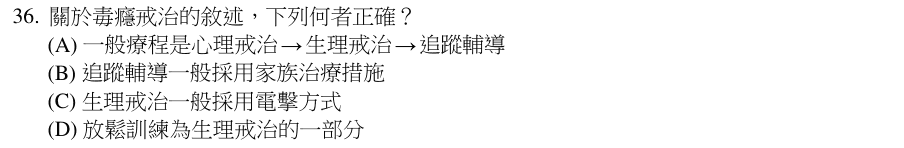 36. 關於毒癮戒治的敘述，下列何者正確？
(A) 一般療程是心理戒治→生理戒治→追蹤輔導
(B) 追蹤輔導一般採用家族治療措施
(C) 生理戒治一般採用電擊方式
(D) 放鬆訓練為生理戒治的一部分